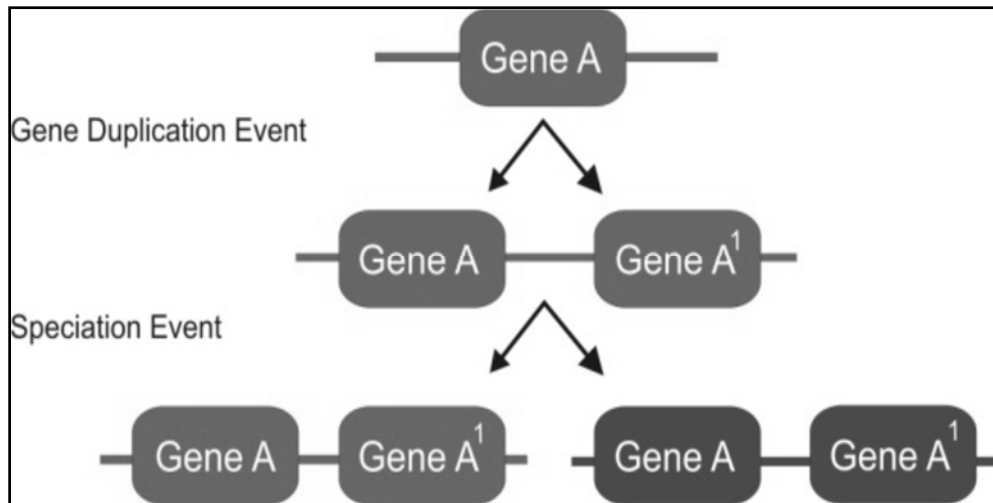 Gene A
Gene Duplication Event
Gene A Gene A¹
Speciation Event
Gene A Gene A¹ Gene A Gene A¹